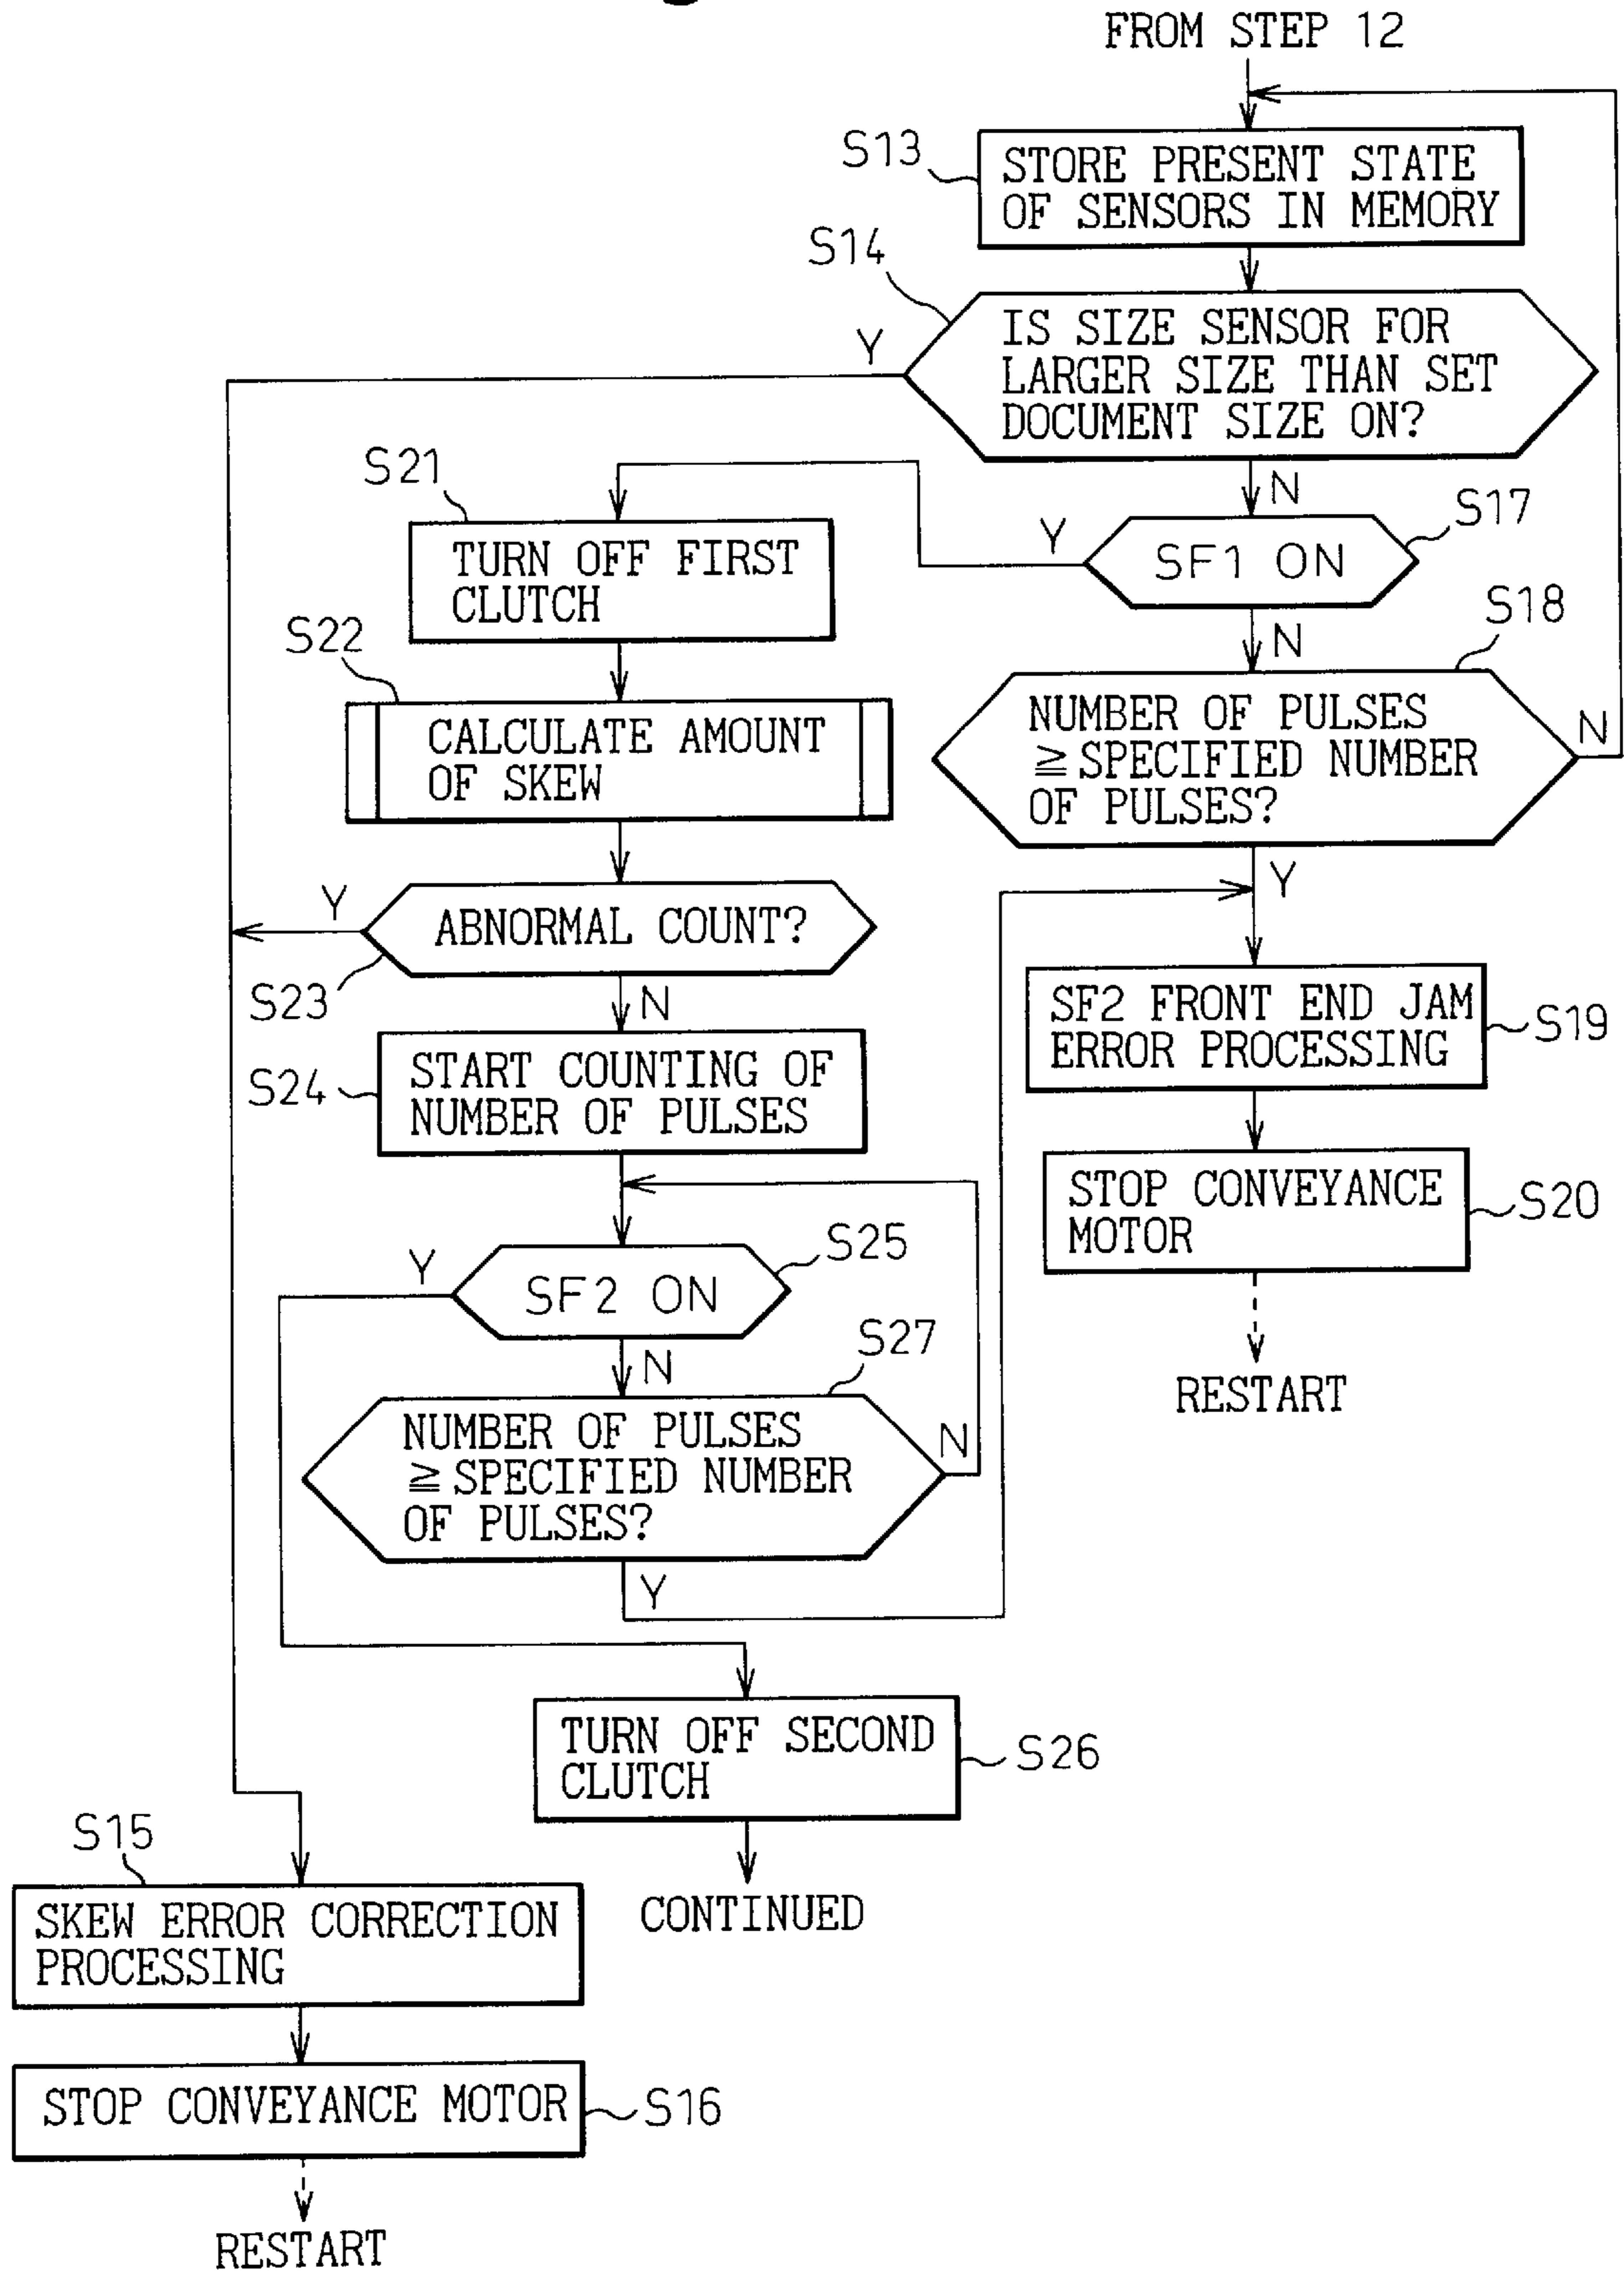 FROM STEP 12
S13
STORE PRESENT STATE
OF SENSORS IN MEMORY
S14
Y
IS SIZE SENSOR FOR
LARGER SIZE THAN SET
DOCUMENT SIZE ON?
N
S17
Y
SF1 ON
N
S21
TURN OFF FIRST
CLUTCH
S18
NUMBER OF PULSES
≧SPECIFIED NUMBER
OF PULSES?
N
Y
S22
CALCULATE AMOUNT
OF SKEW
Y
ABNORMAL COUNT?
S23
N
SF2 FRONT END JAM
ERROR PROCESSING
S19
S24
START COUNTING OF
NUMBER OF PULSES
STOP CONVEYANCE
MOTOR
S20
RESTART
Y
SF2 ON
S25
N
S27
NUMBER OF PULSES
≧SPECIFIED NUMBER
OF PULSES?
N
Y
TURN OFF SECOND
CLUTCH
S26
CONTINUED
S15
SKEW ERROR CORRECTION
PROCESSING
STOP CONVEYANCE MOTOR
S16
RESTART